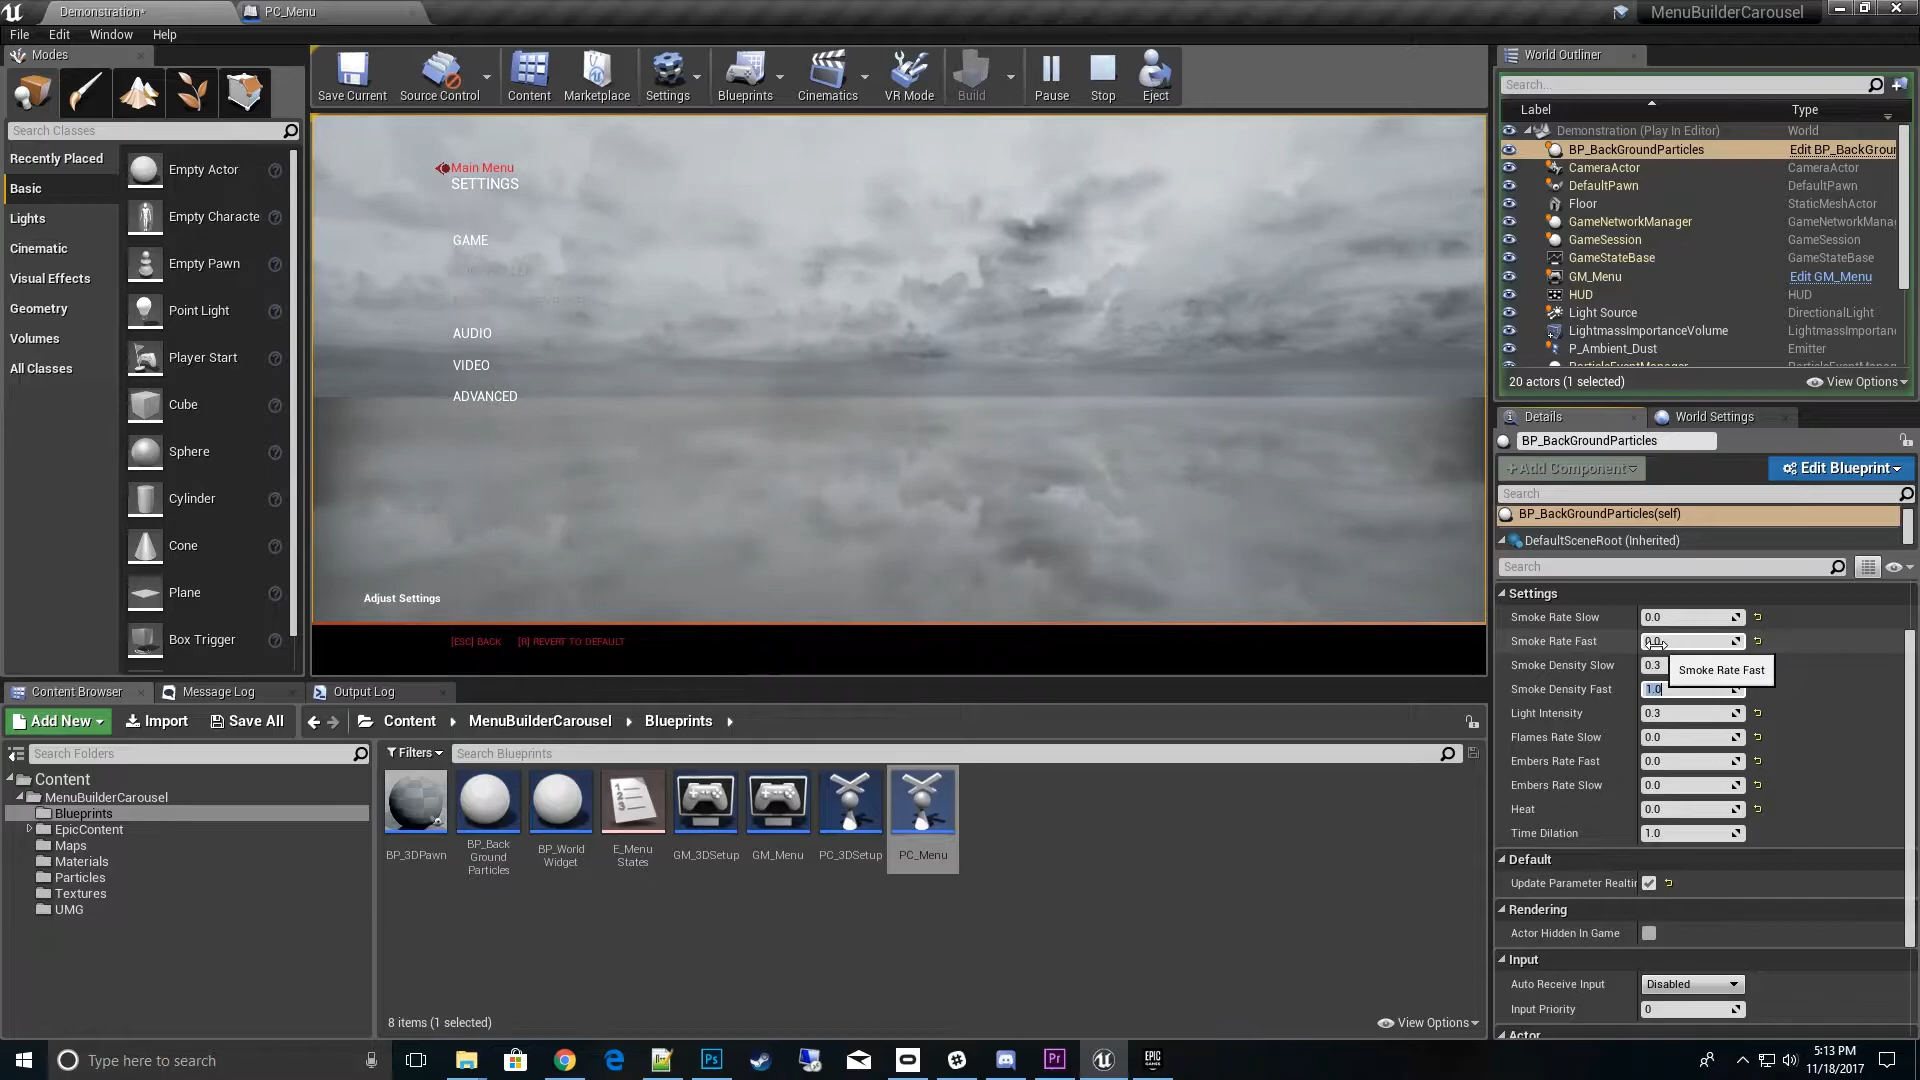 Demonstration*
PC_Menu
MenuBuilderCarousel
File
Edit
Window
Help
Modes
Save Current
Source Control
Content
Marketplace
Settings
Blueprints
Cinematics
VR Mode
Build
Pause
Stop
Eject
Search Classes
Recently Placed
Basic
Lights
Cinematic
Visual Effects
Geometry
Volumes
All Classes
Empty Actor
Empty Characte
Empty Pawn
Point Light
Player Start
Cube
Sphere
Cylinder
Cone
Plane
Box Trigger
Main Menu
SETTINGS
GAME
AUDIO
VIDEO
ADVANCED
Adjust Settings
[ESC] BACK [R] REVERT TO DEFAULT
World Outliner
Search...
Label Type
Demonstration (Play In Editor) World
BP_BackGroundParticles Edit BP_BackGrour
CameraActor CameraActor
DefaultPawn DefaultPawn
Floor StaticMeshActor
GameNetworkManager GameNetworkMana
GameSession GameSession
GameStateBase GameStateBase
GM_Menu Edit GM_Menu
HUD HUD
Light Source DirectionalLight
LightmassImportanceVolume LightmassImportanc
P_Ambient_Dust Emitter
ParticleEventManager ParticleEventManag
20 actors (1 selected)
View Options
Details
World Settings
BP_BackGroundParticles
+Add Component
Edit Blueprint
Search
BP_BackGroundParticles(self)
DefaultSceneRoot (Inherited)
Search
Settings
Smoke Rate Slow 0.0
Smoke Rate Fast 0.0
Smoke Density Slow 0.3
Smoke Rate Fast
Smoke Density Fast 1.0
Light Intensity 0.3
Flames Rate Slow 0.0
Embers Rate Fast 0.0
Embers Rate Slow 0.0
Heat 0.0
Time Dilation 1.0
Default
Update Parameter Realtin
Rendering
Actor Hidden In Game
Input
Auto Receive Input Disabled
Input Priority 0
Actor
Content Browser
Message Log
Output Log
Add New
Import
Save All
Content
MenuBuilderCarousel
Blueprints
Search Folders
Filters
Search Blueprints
Content
MenuBuilderCarousel
Blueprints
EpicContent
Maps
Materials
Particles
Textures
UMG
BP_3DPawn
BP_Back
Ground
Particles
BP_World
Widget
E_Menu
States
GM_3DSetup
GM_Menu
PC_3DSetup
PC_Menu
8 items (1 selected)
View Options
Type here to search
Ps
Pr
EPIC
GAMES
5:13 PM
11/18/2017